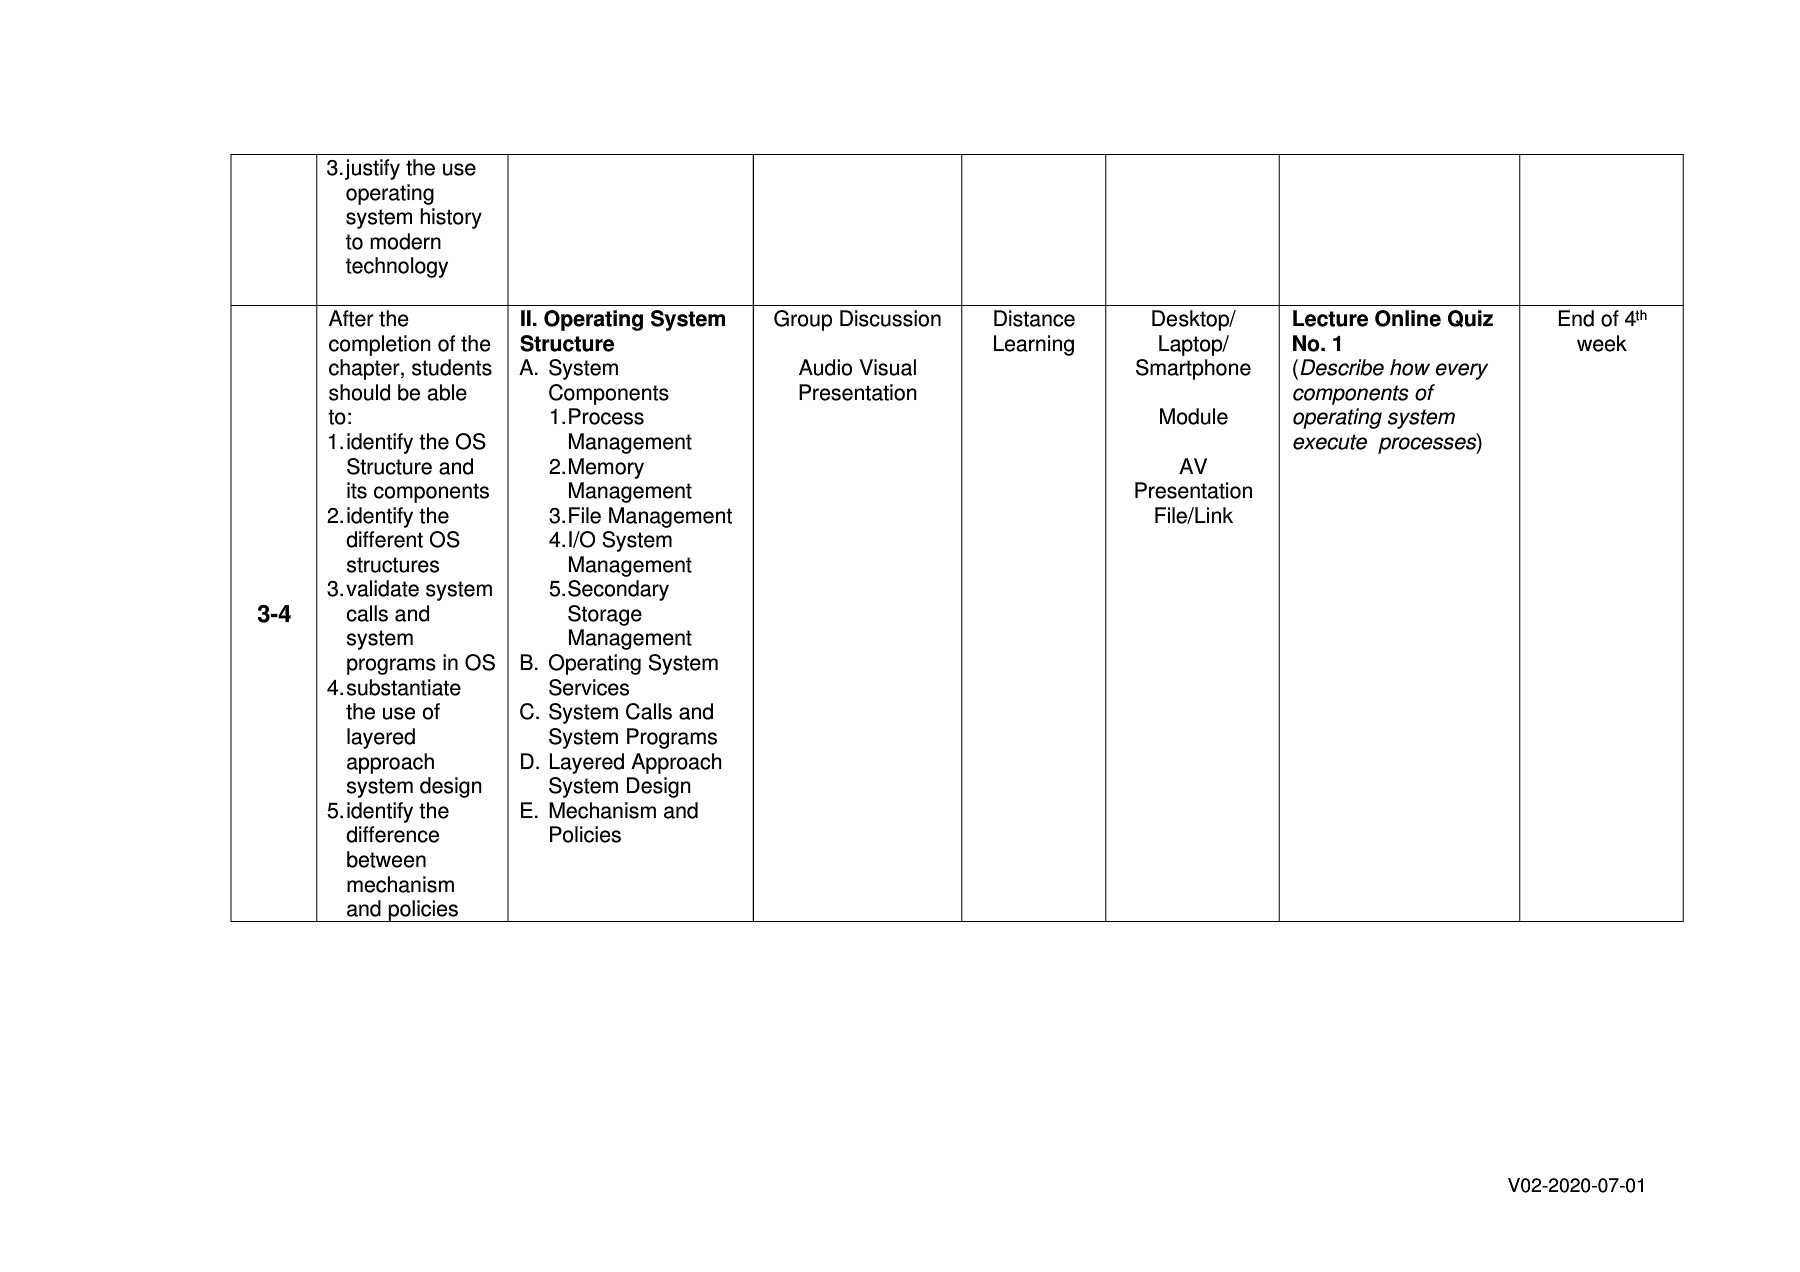 3.justify the use
operating
system history
to modern
technology
3-4
After the
completion of the
chapter, students
should be able
to:
1.identify the OS
Structure and
its components
2.identify the
different OS
structures
3.validate system
calls and
system
programs in OS
4.substantiate
the use of
layered
approach
system design
5.identify the
difference
between
mechanism
and policies
II. Operating System
Structure
A. System
Components
1.Process
Management
2.Memory
Management
3.File Management
4.I/O System
Management
5.Secondary
Storage
Management
B. Operating System
Services
C. System Calls and
System Programs
D. Layered Approach
System Design
E. Mechanism and
Policies
Group Discussion
Audio Visual
Presentation
Distance
Learning
Desktop/
Laptop/
Smartphone
Module
AV
Presentation
File/Link
Lecture Online Quiz
No. 1
(Describe how every
components of
operating system
execute  processes)
End of 4th
week
V02-2020-07-01